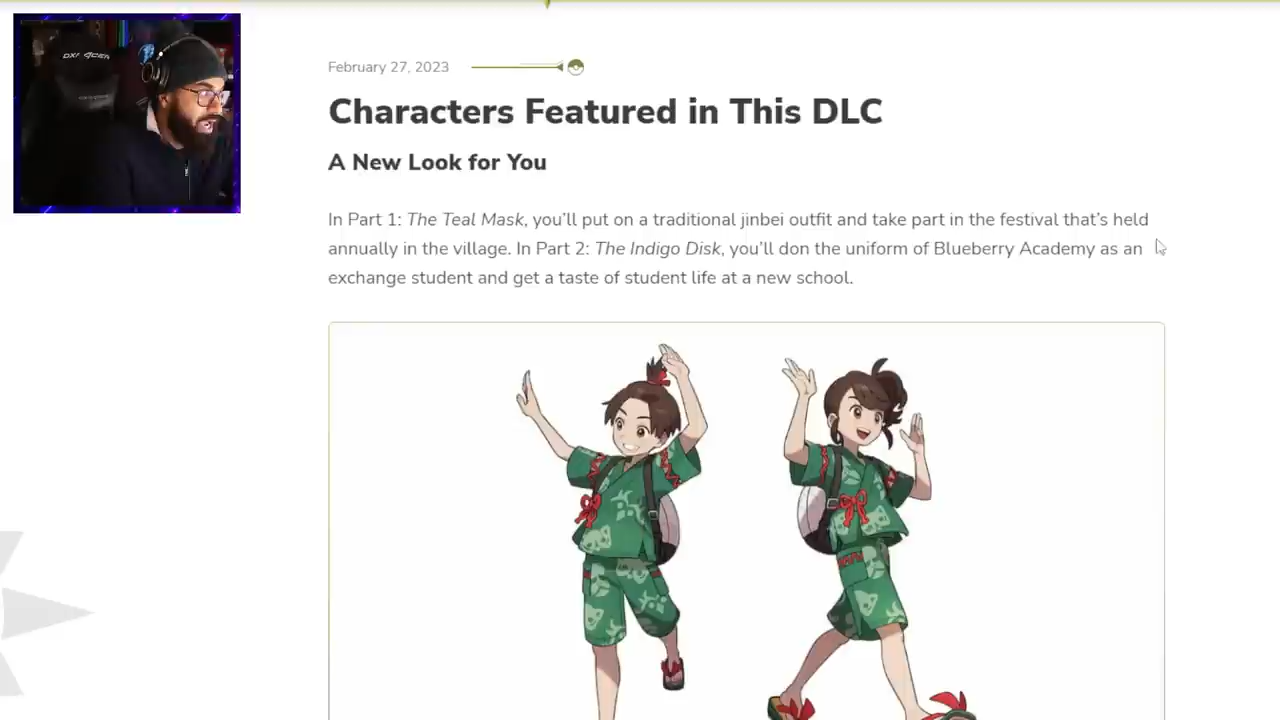 February 27, 2023
Characters Featured in This DLC
A New Look for You
In Part 1: The Teal Mask, you'll put on a traditional jinbei outfit and take part in the festival that's held
annually in the village. In Part 2: The Indigo Disk, you'll don the uniform of Blueberry Academy as an
exchange student and get a taste of student life at a new school.